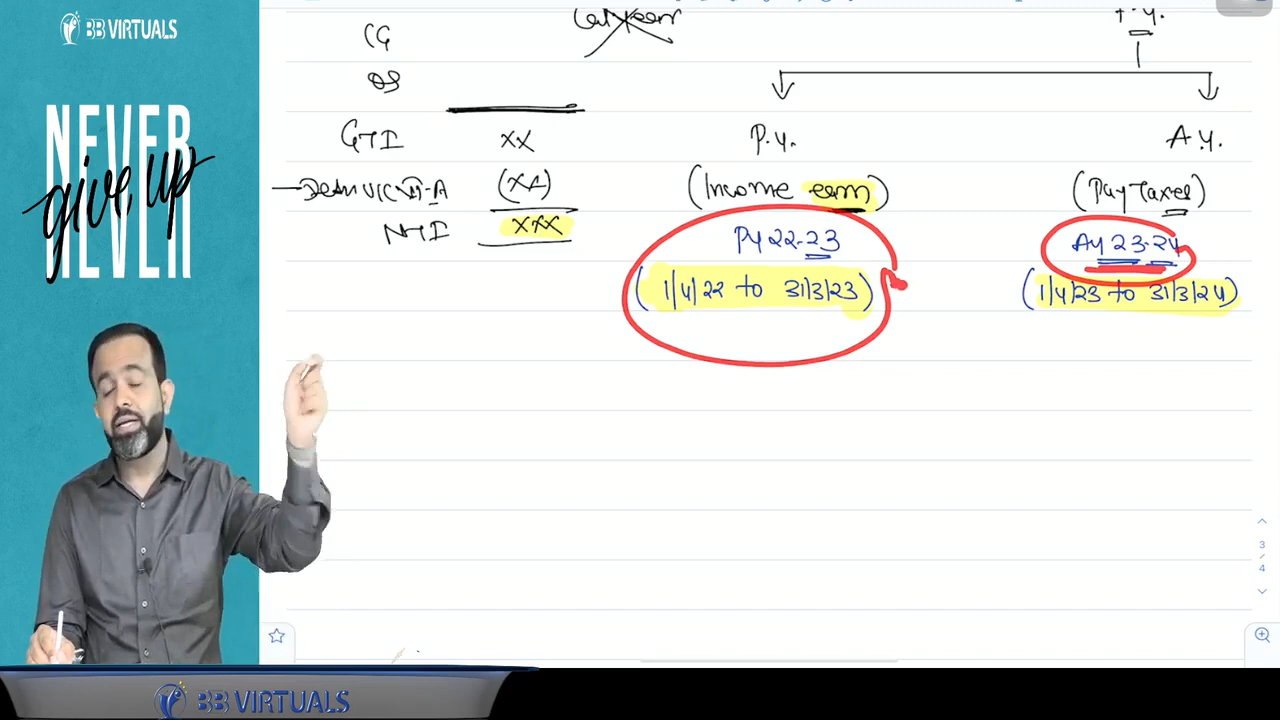 BB VIRTUALS
NEVER
give up
NEVER
CG
OS
GTI XX
(XX)
NTI XXX
P.Y. A.Y.
(Income earn) (Pay Taxes)
PY 22-23 AY 23-24
(1/4/22 to 31/3/23) (1/4/23 to 31/3/24)
3
/
4
BB VIRTUALS